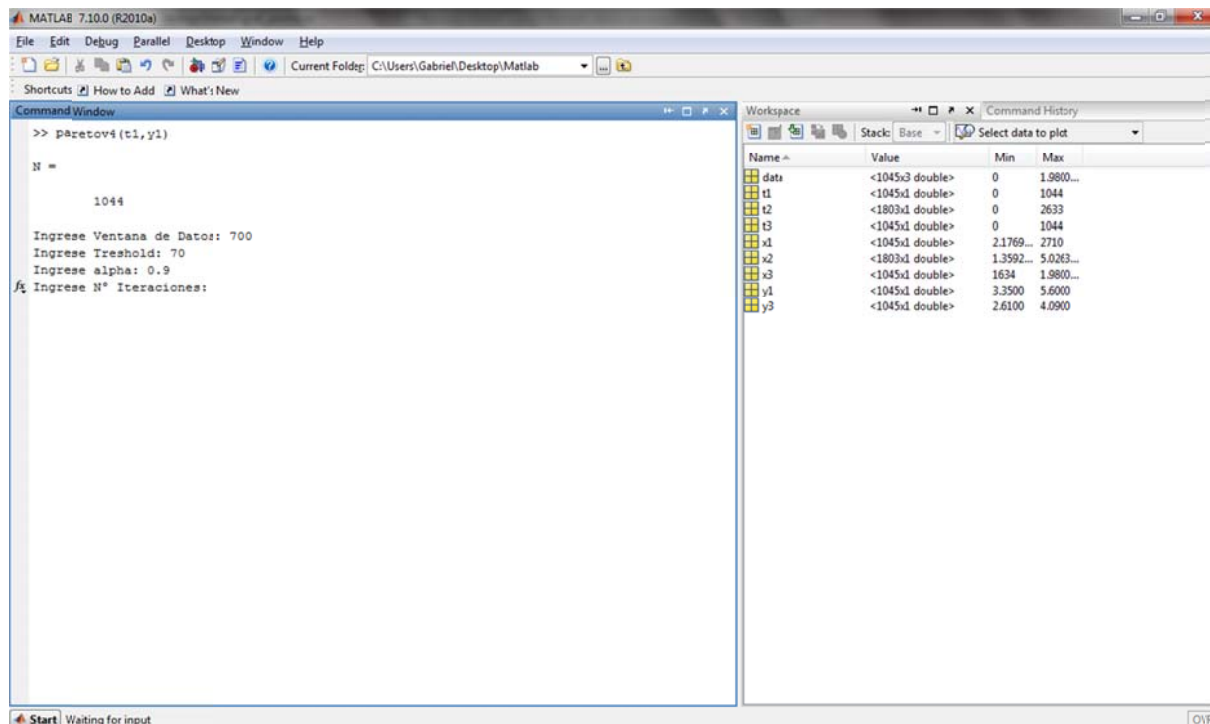 MATLAB 7.10.0 (R2010a)
File Edit Debug Parallel Desktop Window Help
Current Folder: C:\Users\Gabriel\Desktop\Matlab
Shortcuts How to Add What's New
Command Window
>> paretov4(t1,y1)
N =
1044
Ingrese Ventana de Datos: 700
Ingrese Treshold: 70
Ingrese alpha: 0.9
fx Ingrese N° Iteraciones:
Workspace Command History
Stack: Base Select data to plot
Name Value Min Max
data <1045x3 double> 0 1.9800...
t1 <1045x1 double> 0 1044
t2 <1803x1 double> 0 2633
t3 <1045x1 double> 0 1044
x1 <1045x1 double> 2.1769... 2710
x2 <1803x1 double> 1.3592... 5.0263...
x3 <1045x1 double> 1634 1.9800...
y1 <1045x1 double> 3.3500 5.6000
y3 <1045x1 double> 2.6100 4.0900
Start Waiting for input